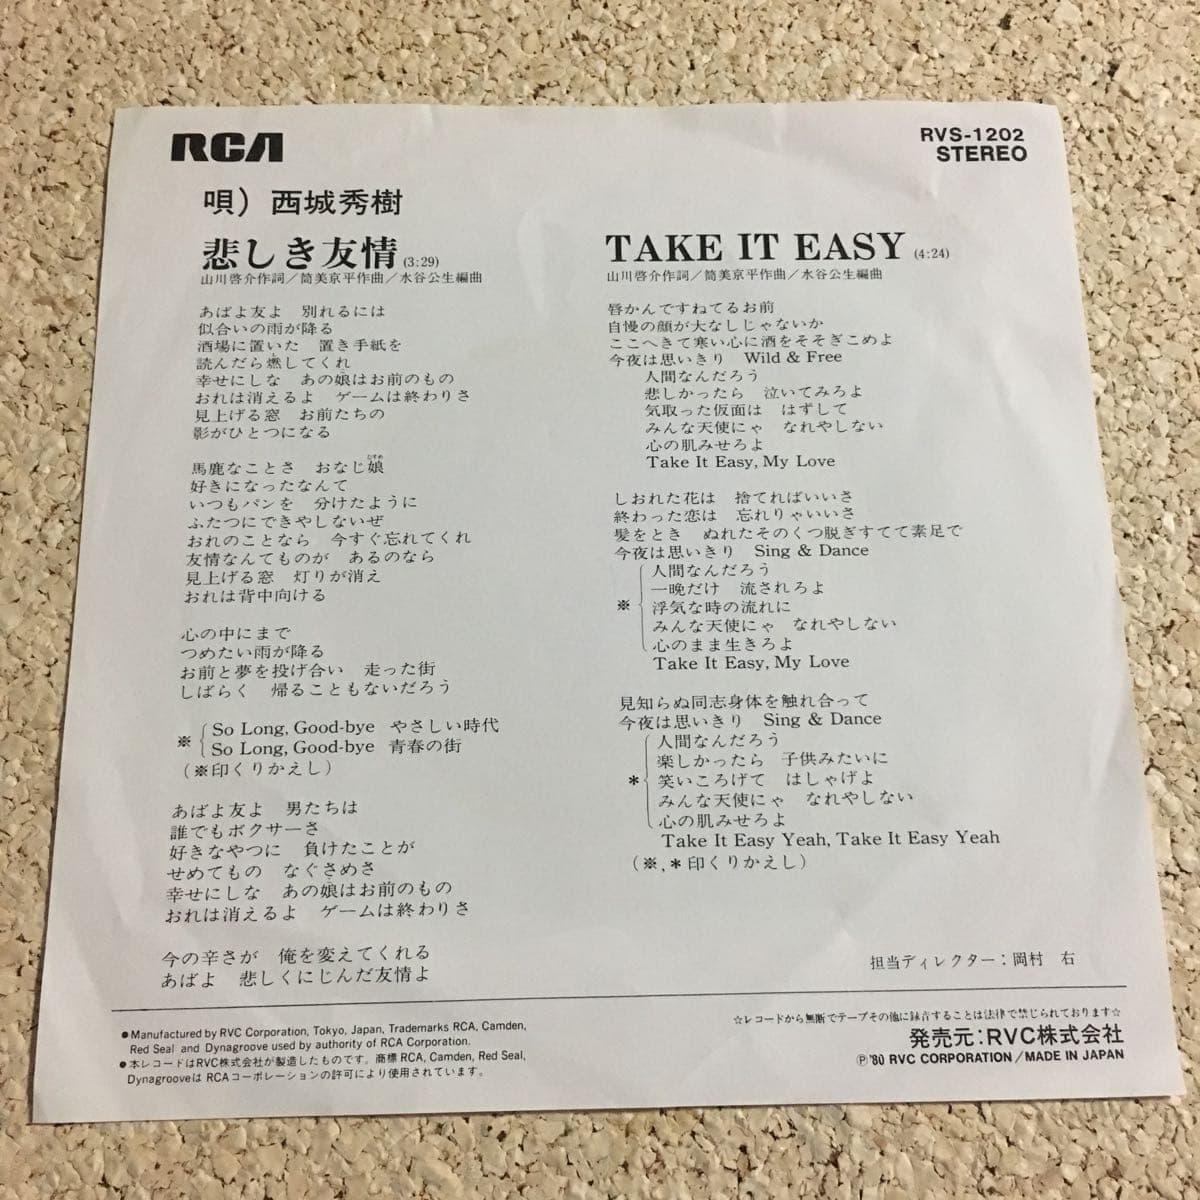 RCA
RVS-1202
STEREO
唄）西城秀樹
悲しき友情(3:29)
山川啓介作詞／筒美京平作曲／水谷公生編曲
あばよ友よ　別れるには
似合いの雨が降る
酒場に置いた　置き手紙を
読んだら燃してくれ
幸せにしな　あの娘はお前のもの
おれは消えるよ　ゲームは終わりさ
見上げる窓　お前たちの
影がひとつになる
馬鹿なことさ　おなじ娘
好きになったなんて
いつもパンを　分けたように
ふたつにできやしないぜ
おれのことなら　今すぐ忘れてくれ
友情なんてものが　あるのなら
見上げる窓　灯りが消え
おれは背中向ける
心の中にまで
つめたい雨が降る
お前と夢を投げ合い　走った街
しばらく　帰ることもないだろう
※ So Long, Good-bye　やさしい時代
So Long, Good-bye　青春の街
（※印くりかえし）
あばよ友よ　男たちは
誰でもボクサーさ
好きなやつに　負けたことが
せめてもの　なぐさめさ
幸せにしな　あの娘はお前のもの
おれは消えるよ　ゲームは終わりさ
今の辛さが　俺を変えてくれる
あばよ　悲しくにじんだ友情よ
TAKE IT EASY (4:24)
山川啓介作詞／筒美京平作曲／水谷公生編曲
唇かんですねてるお前
自慢の顔が大なしじゃないか
ここへきて寒い心に酒をそそぎこめよ
今夜は思いきり　Wild & Free
人間なんだろう
悲しかったら　泣いてみろよ
気取った仮面は　はずして
みんな天使にゃ　なれやしない
心の肌みせろよ
Take It Easy, My Love
しおれた花は　捨てればいいさ
終わった恋は　忘れりゃいいさ
髪をとき　ぬれたそのくつ脱ぎすてて素足で
今夜は思いきり　Sing & Dance
人間なんだろう
一晩だけ　流されろよ
※ 浮気な時の流れに
みんな天使にゃ　なれやしない
心のまま生きろよ
Take It Easy, My Love
見知らぬ同志身体を触れ合って
今夜は思いきり　Sing & Dance
人間なんだろう
楽しかったら　子供みたいに
＊ 笑いころげて　はしゃげよ
みんな天使にゃ　なれやしない
心の肌みせろよ
Take It Easy Yeah, Take It Easy Yeah
（※,＊印くりかえし）
担当ディレクター：岡村　右
●Manufactured by RVC Corporation, Tokyo, Japan, Trademarks RCA, Camden,
Red Seal and Dynagroove used by authority of RCA Corporation.
●本レコードはRVC株式会社が製造したものです。商標 RCA, Camden, Red Seal,
Dynagrooveは RCAコーポレーションの許可により使用されています。
☆レコードから無断でテープその他に録音することは法律で禁じられております☆
発売元：RVC株式会社
Ⓟ'80 RVC CORPORATION／MADE IN JAPAN